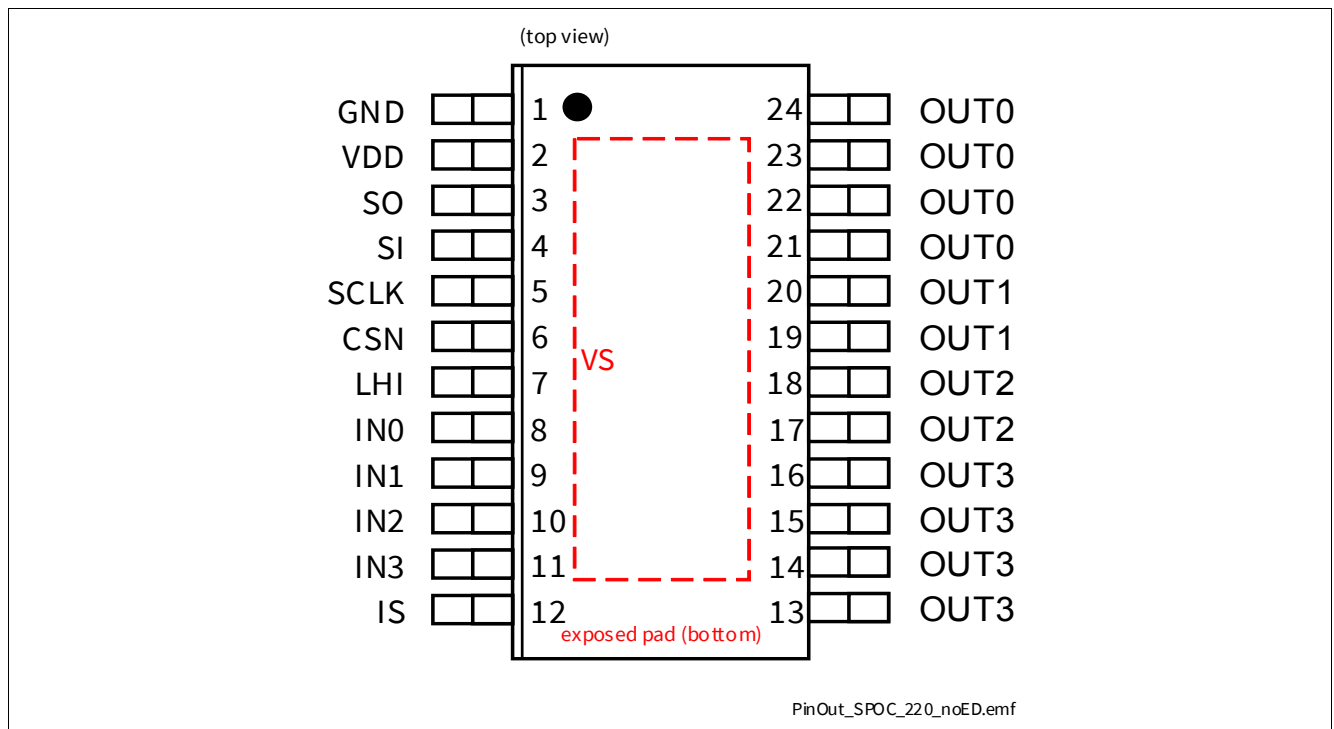 (top view)
GND 1 24 OUT0
VDD 2 23 OUT0
SO 3 22 OUT0
SI 4 21 OUT0
SCLK 5 20 OUT1
CSN 6 19 OUT1
VS
LHI 7 18 OUT2
IN0 8 17 OUT2
IN1 9 16 OUT3
IN2 10 15 OUT3
IN3 11 14 OUT3
IS 12 13 OUT3
exposed pad (bottom)
PinOut_SPOC_220_noED.emf